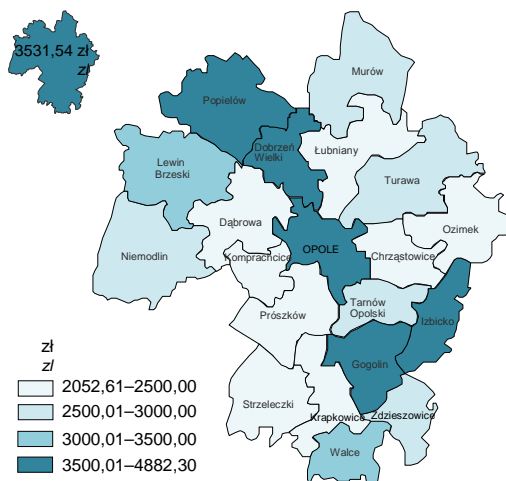 3531,54 zł
zł
Murów
Popielów
Dobrzeń
Wielki
Łubniany
Lewin
Brzeski
Turawa
Dąbrowa
Ozimek
Niemodlin
Komprachcice
OPOLE
Chrząstowice
Prószków
Tarnów
Opolski
Izbicko
Gogolin
Strzeleczki
Krapkowice
Zdzieszowice
Walce
zł
zł
2052,61–2500,00
2500,01–3000,00
3000,01–3500,00
3500,01–4882,30